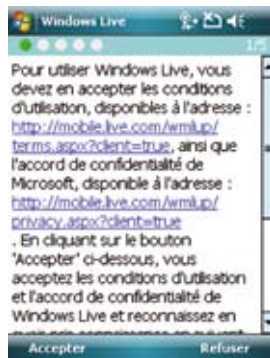 Windows Live
1/5
Pour utiliser Windows Live, vous
devez en accepter les conditions
d'utilisation, disponibles à l'adresse :
http://mobile.live.com/wmlup/
terms.aspx?client=true, ainsi que
l'accord de confidentialité de
Microsoft, disponible à l'adresse :
http://mobile.live.com/wmlup/
privacy.aspx?client=true
. En cliquant sur le bouton
'Accepter' ci-dessous, vous
acceptez les conditions d'utilisation
et l'accord de confidentialité de
Windows Live et reconnaissez en
Accepter Refuser